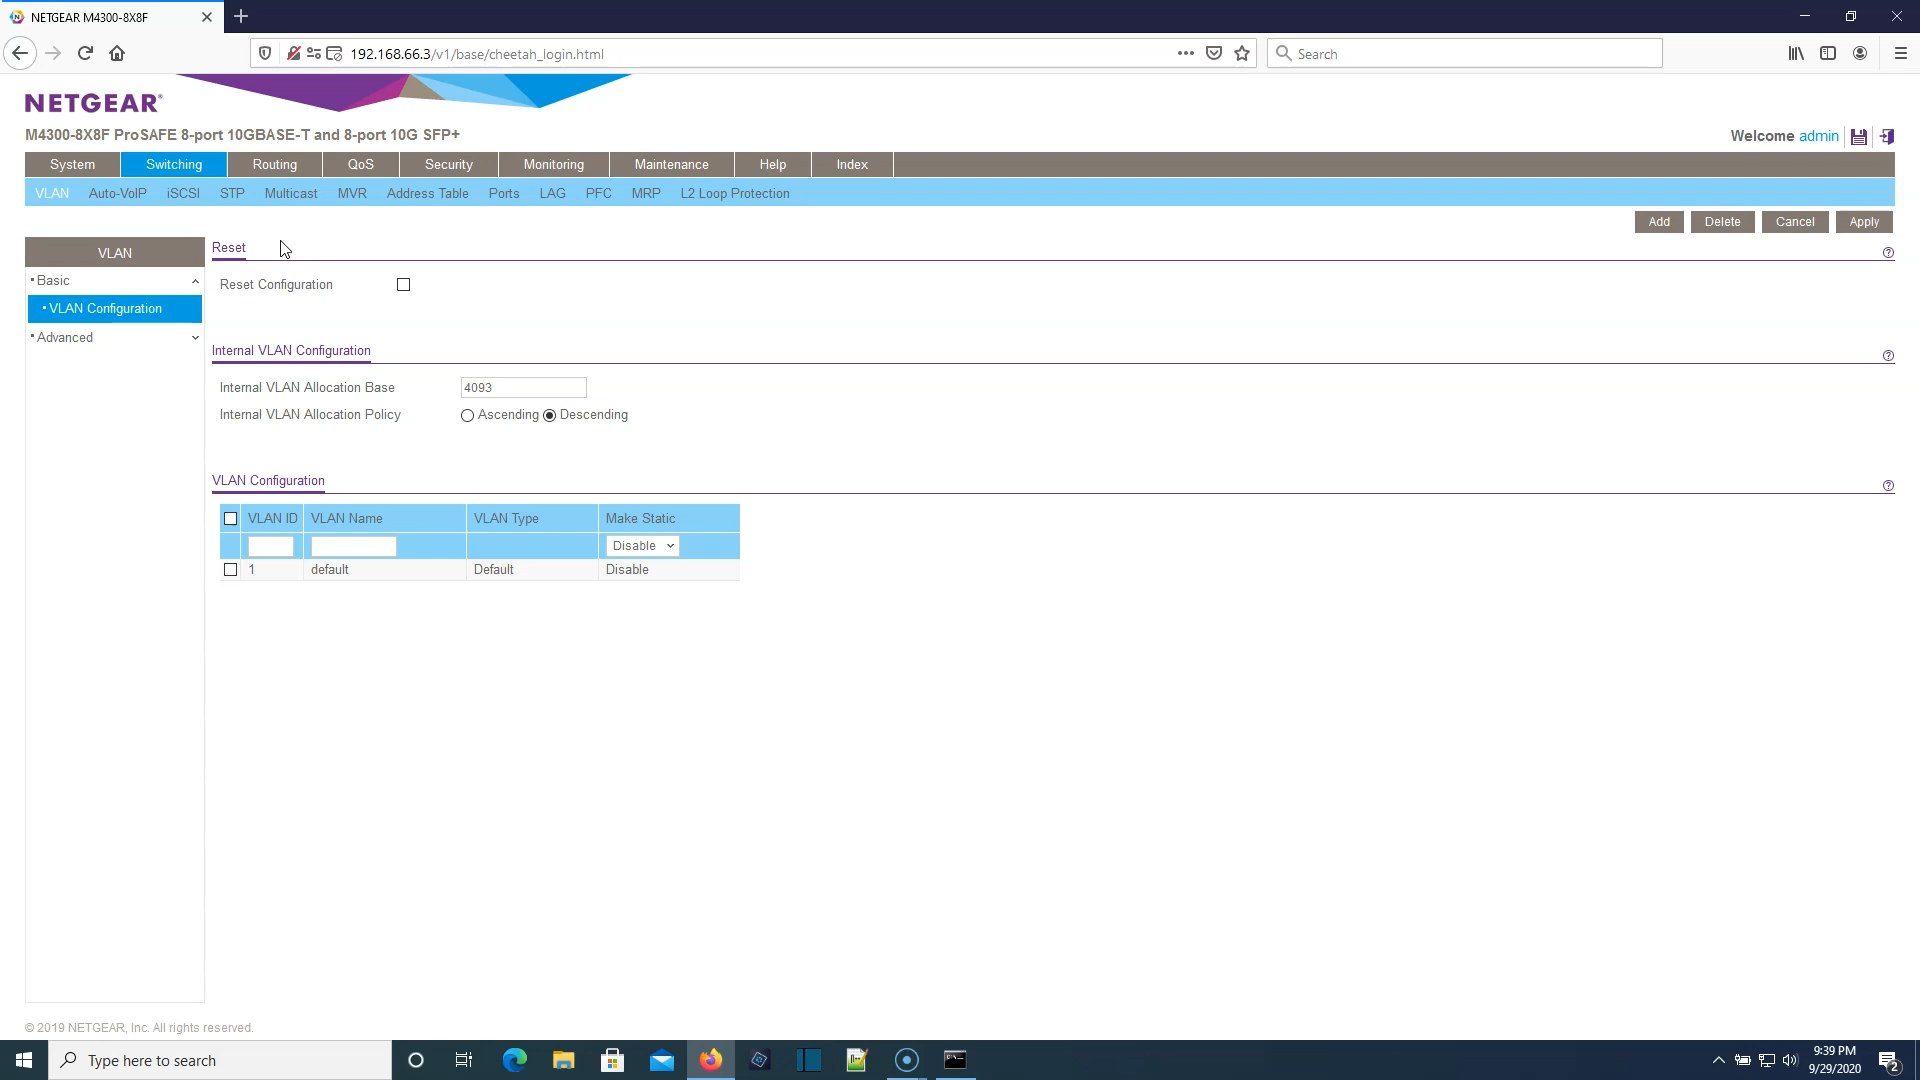 NETGEAR M4300-8X8F
192.168.66.3/v1/base/cheetah_login.html
Search
NETGEAR®
M4300-8X8F ProSAFE 8-port 10GBASE-T and 8-port 10G SFP+
Welcome admin
System Switching Routing QoS Security Monitoring Maintenance Help Index
VLAN Auto-VoIP iSCSI STP Multicast MVR Address Table Ports LAG PFC MRP L2 Loop Protection
Add Delete Cancel Apply
VLAN
Basic
VLAN Configuration
Advanced
Reset
Reset Configuration
Internal VLAN Configuration
Internal VLAN Allocation Base 4093
Internal VLAN Allocation Policy Ascending Descending
VLAN Configuration
VLAN ID VLAN Name VLAN Type Make Static
Disable
1 default Default Disable
© 2019 NETGEAR, Inc. All rights reserved.
Type here to search
9:39 PM
9/29/2020
2